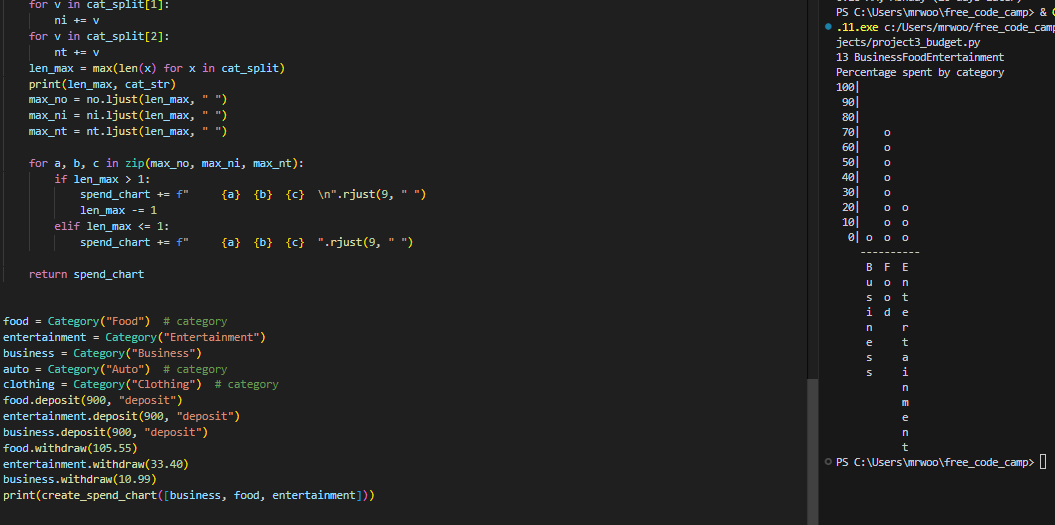 for v in cat_split[1]:
ni += v
for v in cat_split[2]:
nt += v
len_max = max(len(x) for x in cat_split)
print(len_max, cat_str)
max_no = no.ljust(len_max, " ")
max_ni = ni.ljust(len_max, " ")
max_nt = nt.ljust(len_max, " ")
for a, b, c in zip(max_no, max_ni, max_nt):
if len_max > 1:
spend_chart += f"     {a}  {b}  {c}  \n".rjust(9, " ")
len_max -= 1
elif len_max <= 1:
spend_chart += f"     {a}  {b}  {c}  ".rjust(9, " ")
return spend_chart
food = Category("Food")  # category
entertainment = Category("Entertainment")
business = Category("Business")
auto = Category("Auto")  # category
clothing = Category("Clothing")  # category
food.deposit(900, "deposit")
entertainment.deposit(900, "deposit")
business.deposit(900, "deposit")
food.withdraw(105.55)
entertainment.withdraw(33.40)
business.withdraw(10.99)
print(create_spend_chart([business, food, entertainment]))
PS C:\Users\mrwoo\free_code_camp> &
.11.exe c:/Users/mrwoo/free_code_camp
jects/project3_budget.py
13 BusinessFoodEntertainment
Percentage spent by category
100|
90|
80|
70|    o
60|    o
50|    o
40|    o
30|    o
20|    o  o
10|    o  o
0| o  o  o
----------
B  F  E
u  o  n
s  o  t
i  d  e
n     r
e     t
s     a
s     i
n
m
e
n
t
PS C:\Users\mrwoo\free_code_camp>